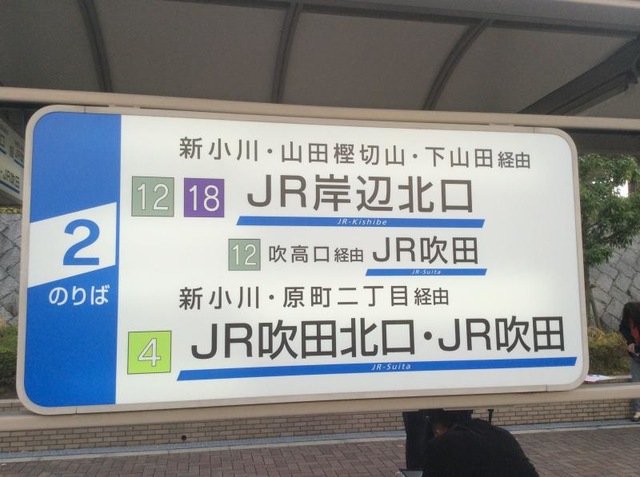 2
のりば
新小川・山田樫切山・下山田経由
12 18 JR岸辺北口
JR-Kishibe
12 吹高口経由 JR吹田
JR-Suita
新小川・原町二丁目経由
4 JR吹田北口・JR吹田
JR-Suita